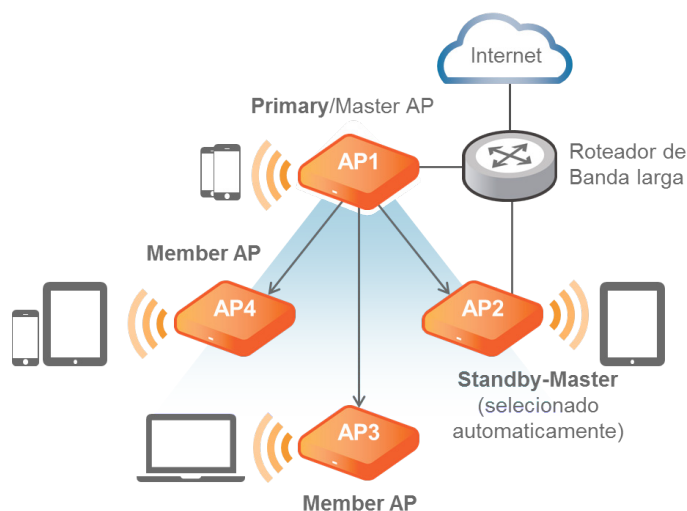 Internet
Primary/Master AP
AP1
Roteador de
Banda larga
Member AP
AP4
AP2
Standby-Master
(selecionado
automaticamente)
AP3
Member AP